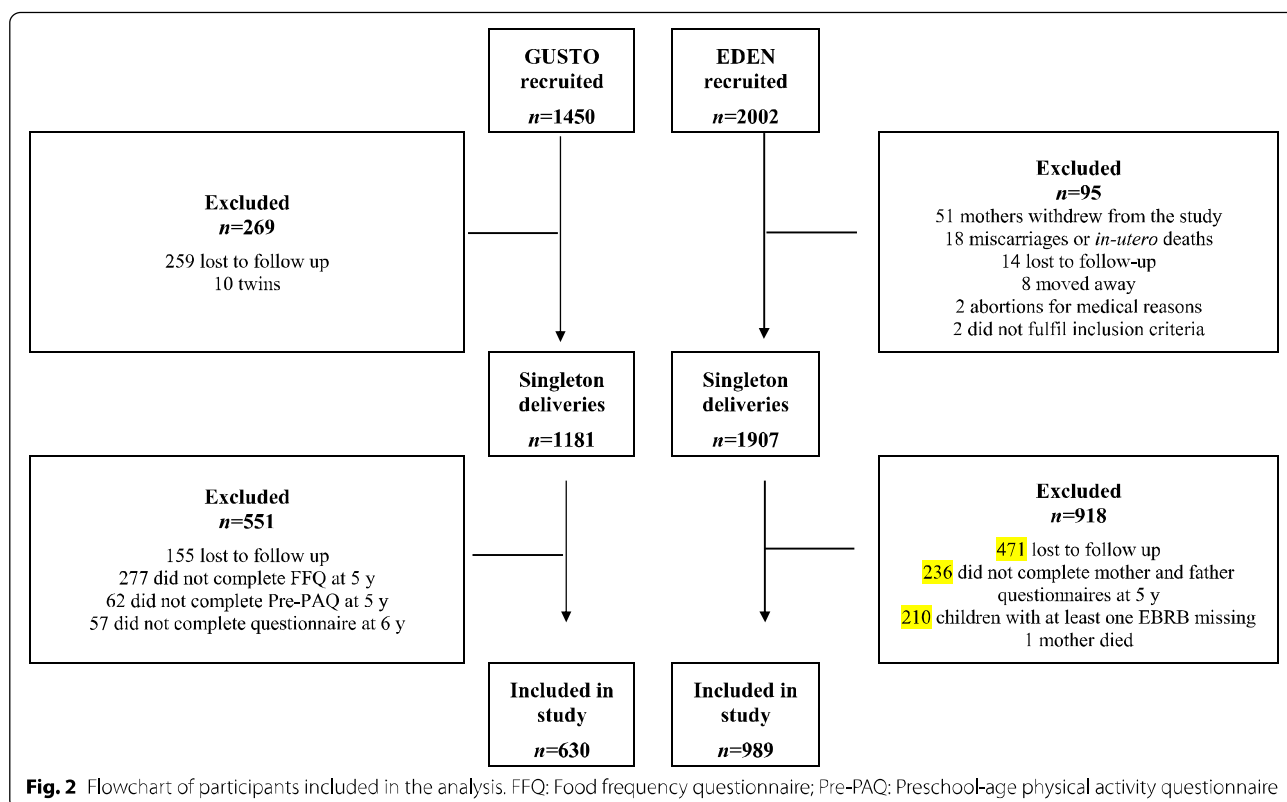 GUSTO
recruited
n=1450
EDEN
recruited
n=2002
Excluded
n=269
259 lost to follow up
10 twins
Excluded
n=95
51 mothers withdrew from the study
18 miscarriages or in-utero deaths
14 lost to follow-up
8 moved away
2 abortions for medical reasons
2 did not fulfil inclusion criteria
Singleton
deliveries
n=1181
Singleton
deliveries
n=1907
Excluded
n=551
155 lost to follow up
277 did not complete FFQ at 5 y
62 did not complete Pre-PAQ at 5 y
57 did not complete questionnaire at 6 y
Excluded
n=918
471 lost to follow up
236 did not complete mother and father
questionnaires at 5 y
210 children with at least one EBRB missing
1 mother died
Included in
study
n=630
Included in
study
n=989
Fig. 2 Flowchart of participants included in the analysis. FFQ: Food frequency questionnaire; Pre-PAQ: Preschool-age physical activity questionnaire